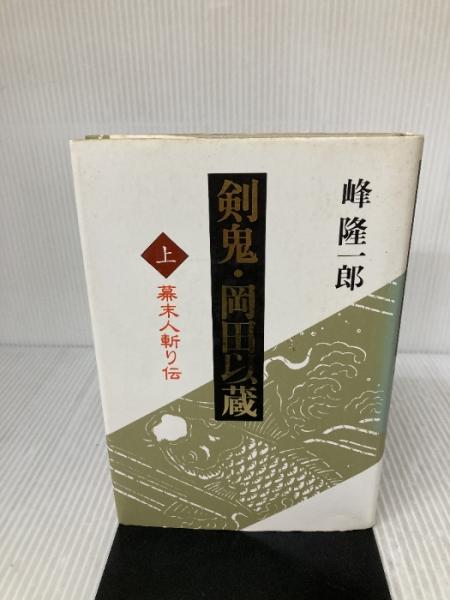 峰隆一郎
剣鬼・岡田以蔵
上
幕末人斬り伝